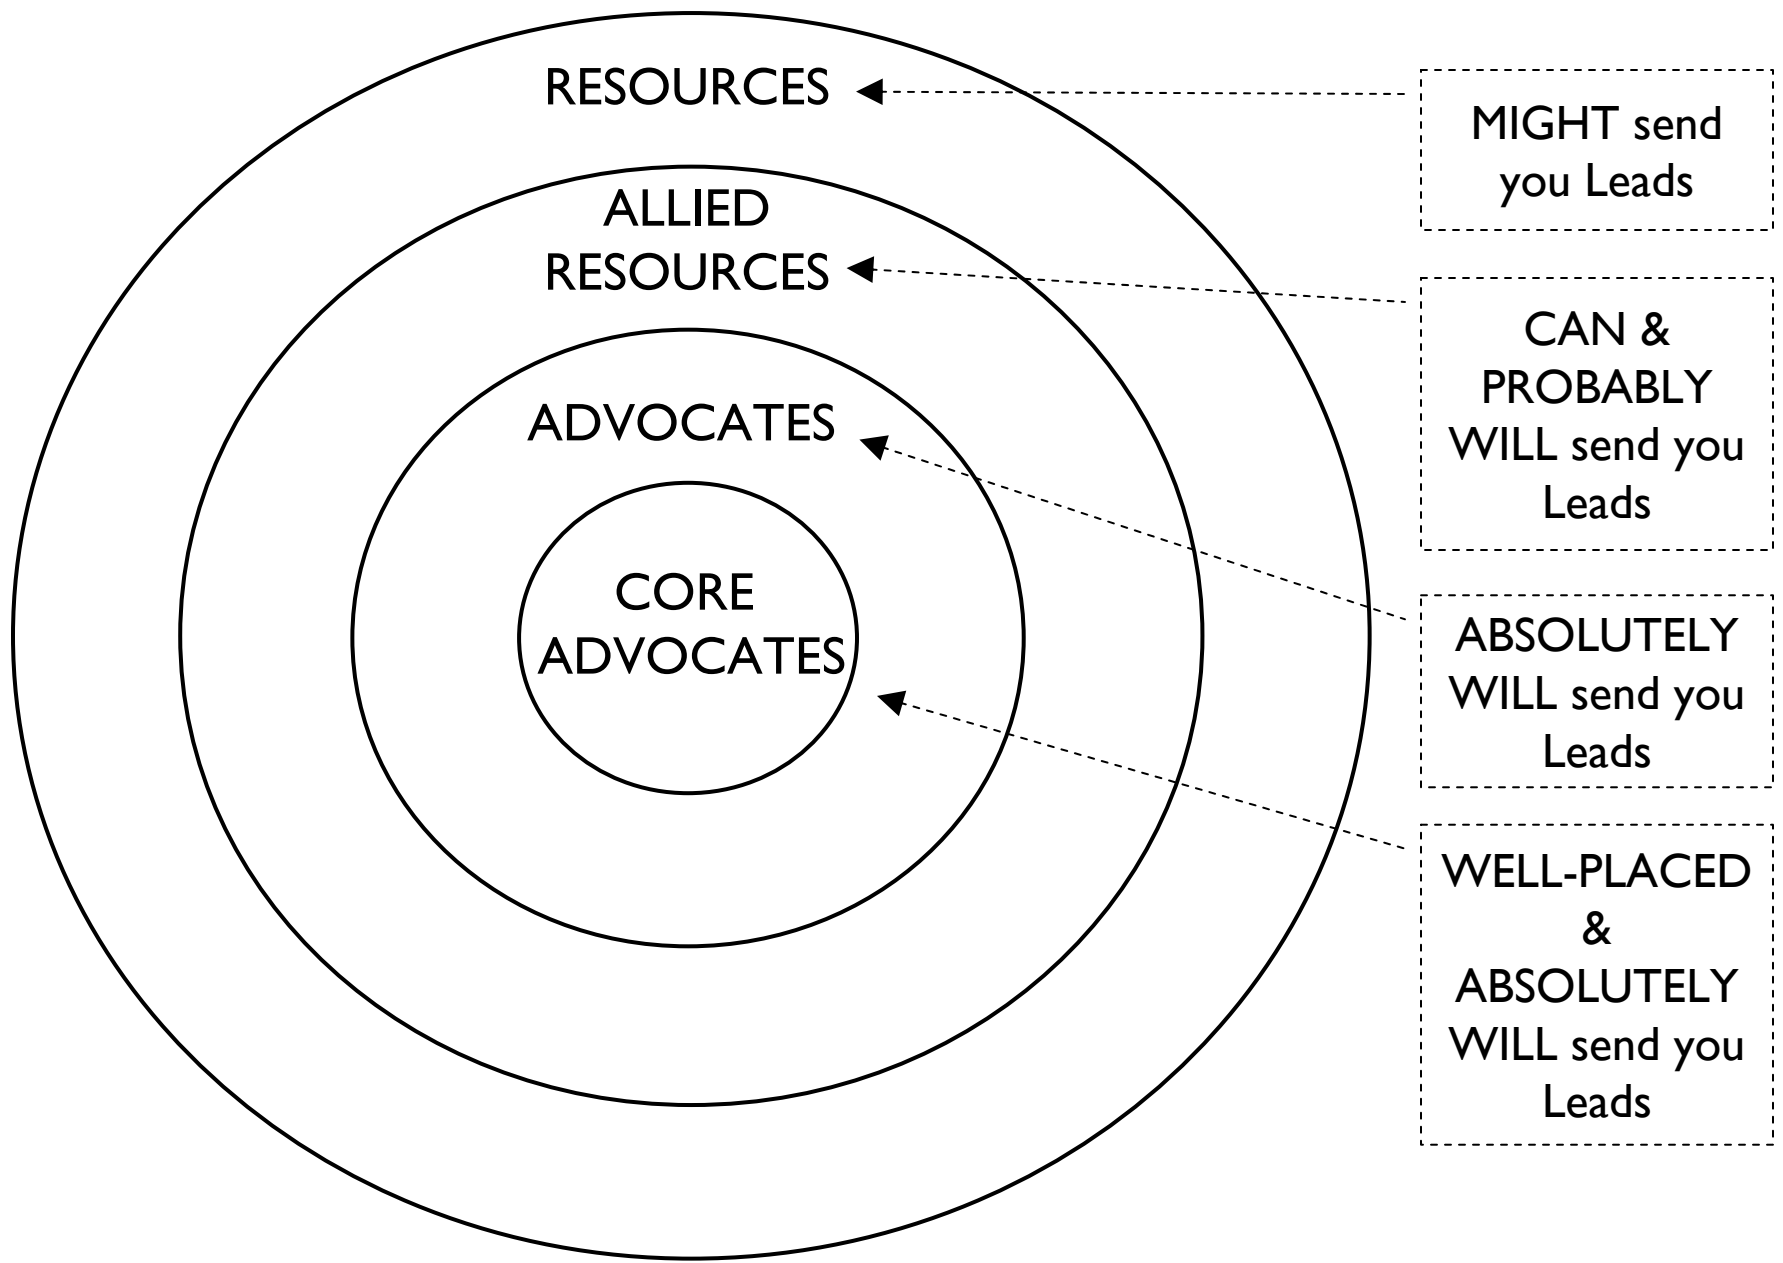 RESOURCES
ALLIED
RESOURCES
ADVOCATES
CORE
ADVOCATES
MIGHT send
you Leads
CAN &
PROBABLY
WILL send you
Leads
ABSOLUTELY
WILL send you
Leads
WELL-PLACED
&
ABSOLUTELY
WILL send you
Leads